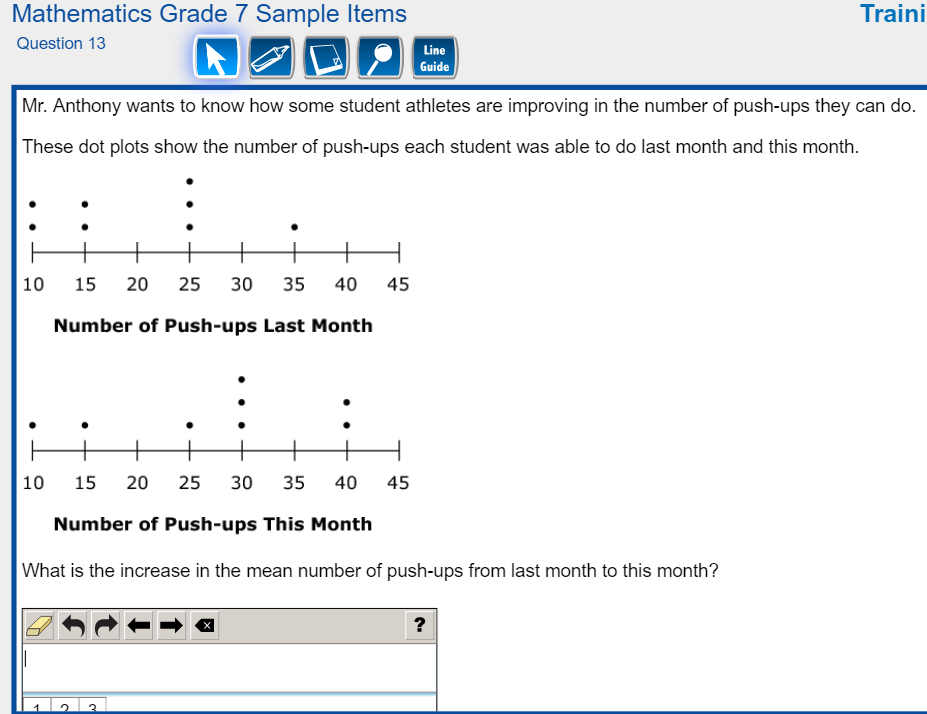 Mathematics Grade 7 Sample Items
Traini
Question 13
Line
Guide
Mr. Anthony wants to know how some student athletes are improving in the number of push-ups they can do.
These dot plots show the number of push-ups each student was able to do last month and this month.
10 15 20 25 30 35 40 45
Number of Push-ups Last Month
10 15 20 25 30 35 40 45
Number of Push-ups This Month
What is the increase in the mean number of push-ups from last month to this month?
?
1 2 3